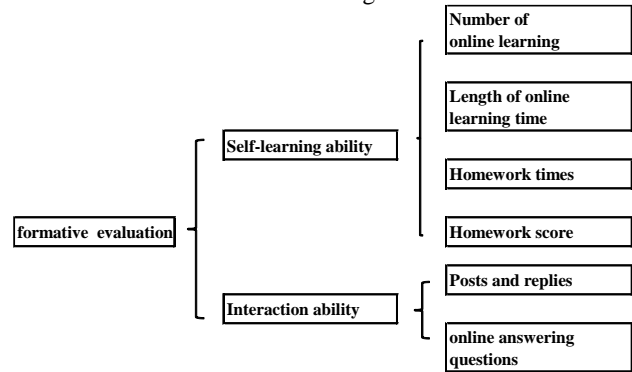 Number of
online learning
Length of online
learning time
Self-learning ability
Homework times
formative evaluation
Homework score
Posts and replies
Interaction ability
online answering
questions